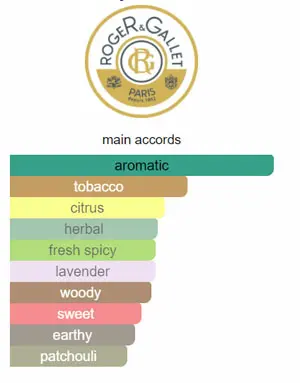 ROGER & GALLET
RG
PARIS
DEPUIS 1862
main accords
aromatic
tobacco
citrus
herbal
fresh spicy
lavender
woody
sweet
earthy
patchouli